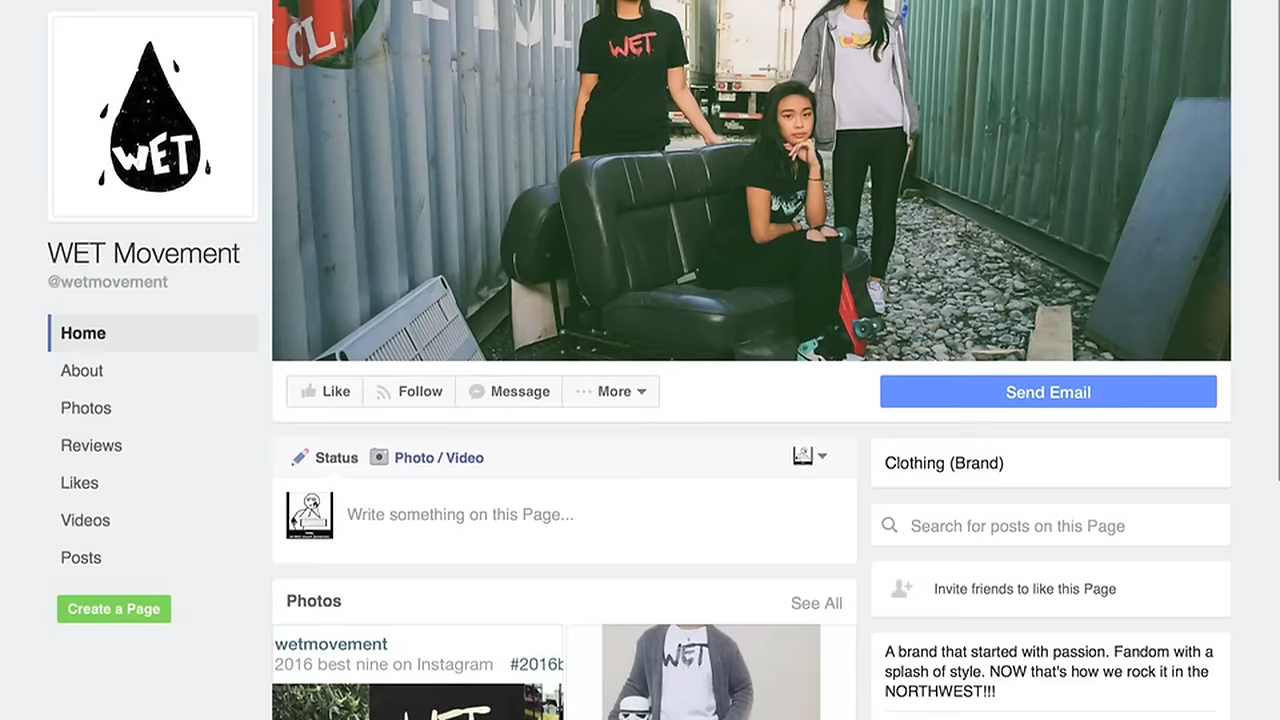 OL
WET
WET
WET Movement
@wetmovement
Home
About
Photos
Reviews
Likes
Videos
Posts
Create a Page
Like
Follow
Message
More
Send Email
Status
Photo / Video
Write something on this Page...
Photos
See All
wetmovement
2016 best nine on Instagram #2016b
WET
WET
Clothing (Brand)
Search for posts on this Page
Invite friends to like this Page
A brand that started with passion. Fandom with a
splash of style. NOW that's how we rock it in the
NORTHWEST!!!